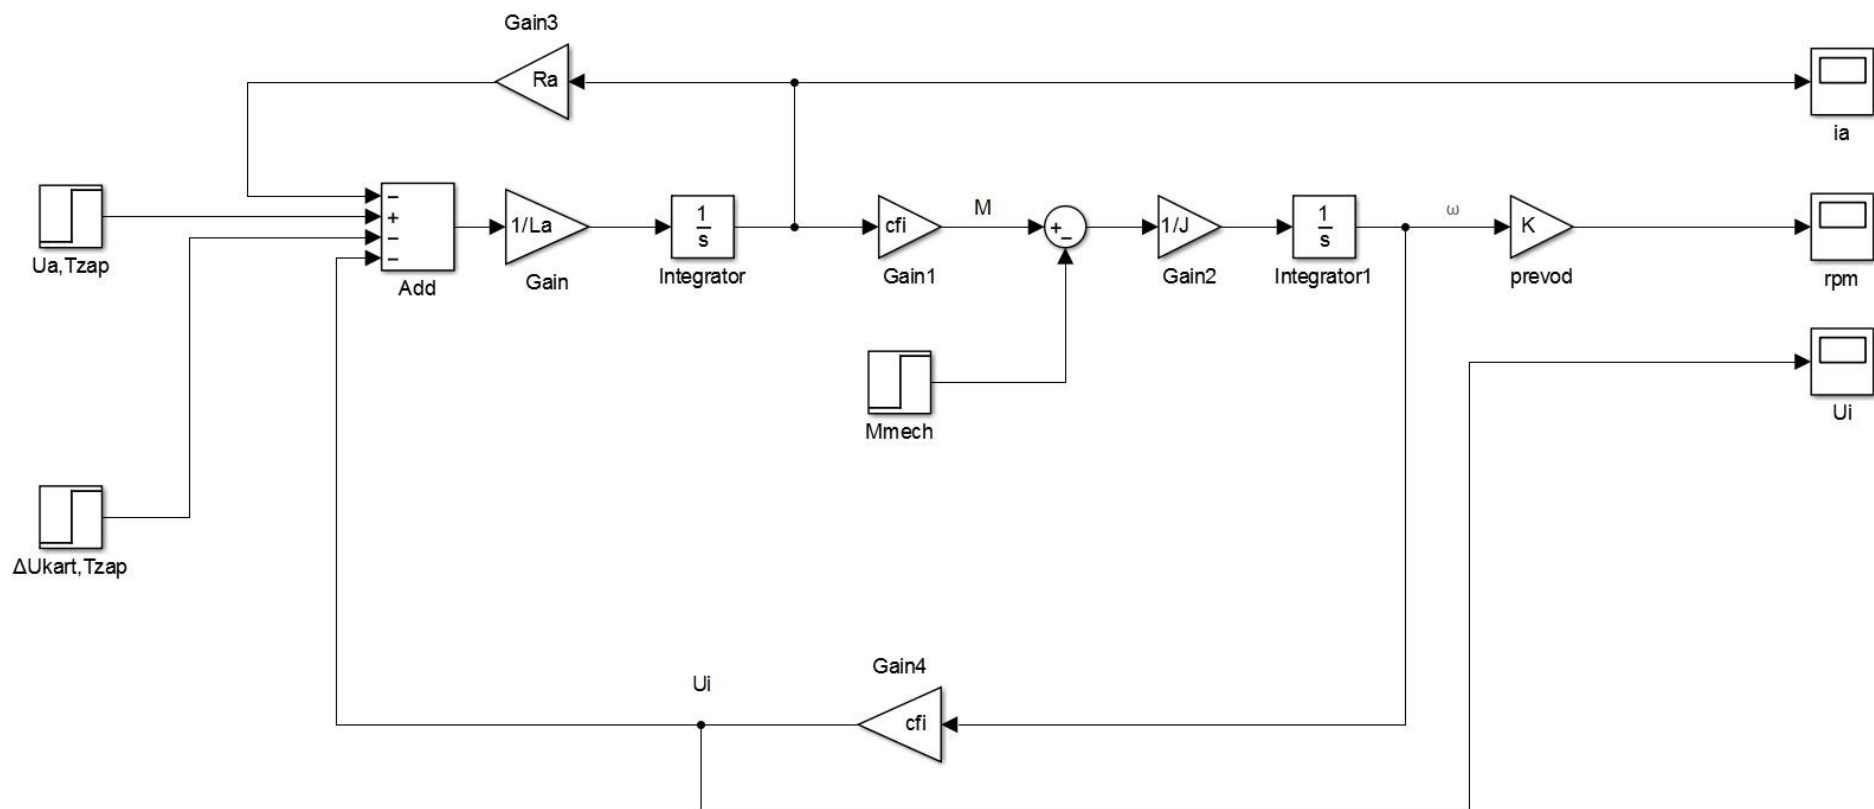 Gain3
Ra
ia
Ua,Tzap
−
+
−
−
Add
1/La
Gain
1
s
Integrator
cfi
Gain1
M
+
−
1/J
Gain2
1
s
Integrator1
ω
K
prevod
rpm
Mmech
Ui
ΔUkart,Tzap
Gain4
Ui
cfi